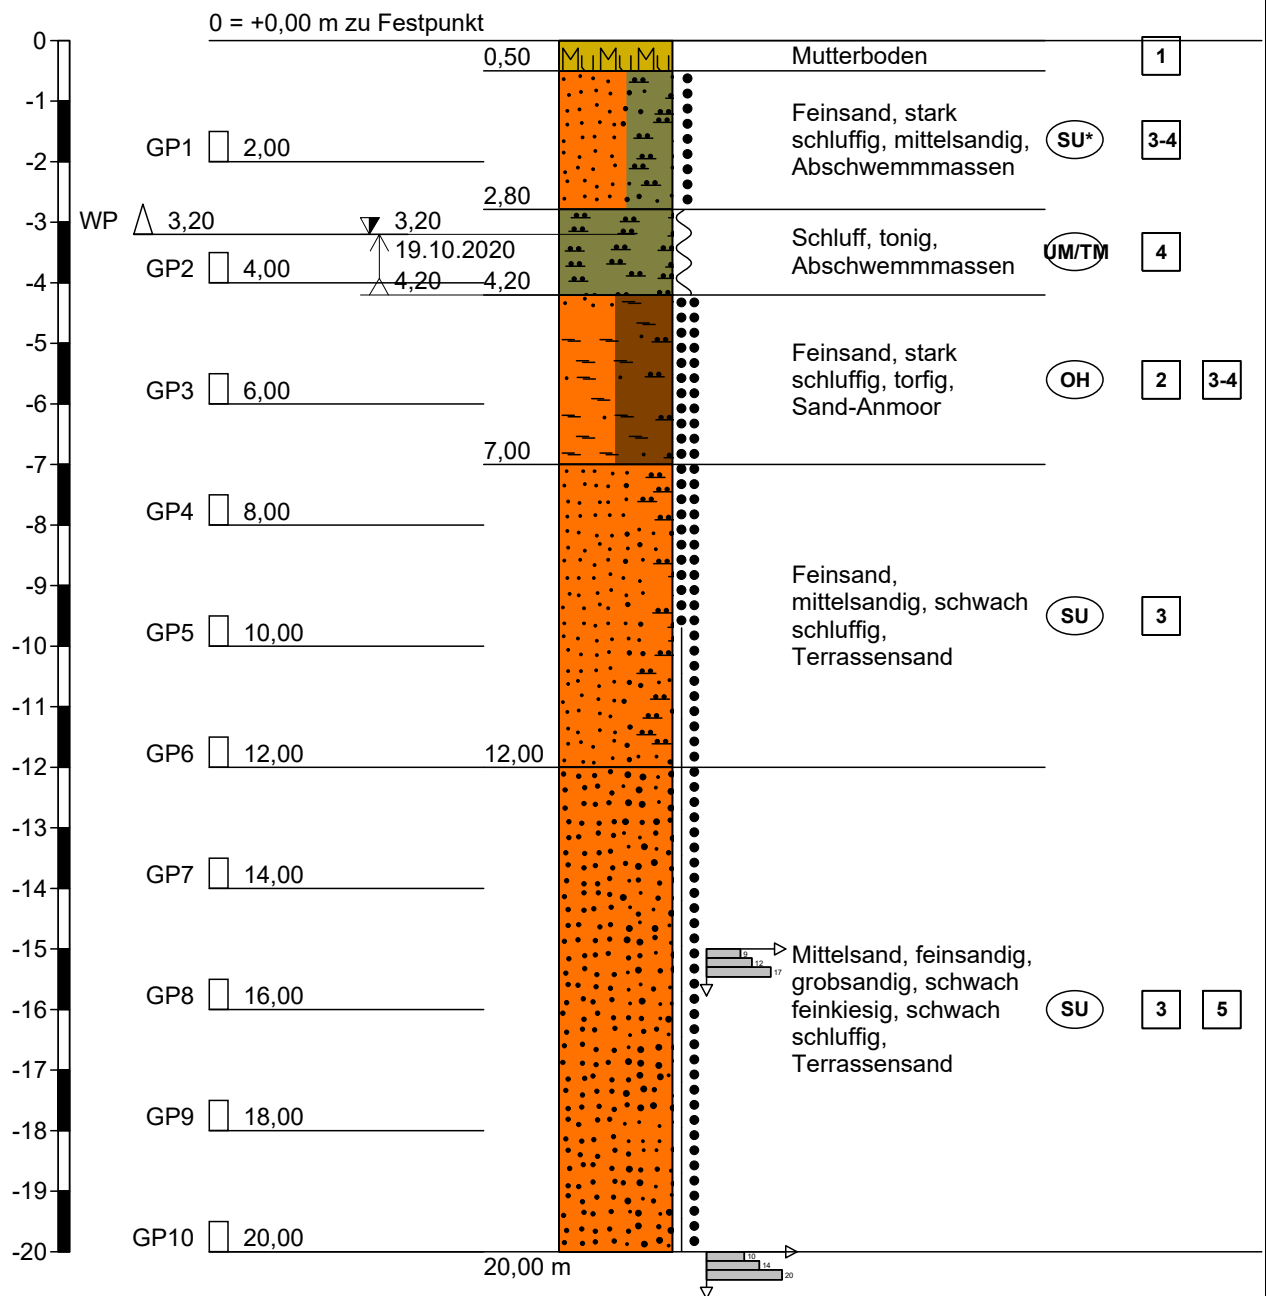 0 = +0,00 m zu Festpunkt
0
0,50
Mutterboden
1
-1
Feinsand, stark
schluffig, mittelsandig,
Abschwemmmassen
SU*
3-4
GP1
2,00
-2
2,80
-3
WP
3,20
3,20
19.10.2020
Schluff, tonig,
Abschwemmmassen
UM/TM
4
GP2
4,00
4,20
4,20
-4
-5
Feinsand, stark
schluffig, torfig,
Sand-Anmoor
OH
2
3-4
GP3
6,00
-6
7,00
-7
GP4
8,00
-8
-9
Feinsand,
mittelsandig, schwach
schluffig,
Terrassensand
SU
3
GP5
10,00
-10
-11
GP6
12,00
12,00
-12
-13
GP7
14,00
-14
-15
9
12
17
Mittelsand, feinsandig,
grobsandig, schwach
feinkiesig, schwach
schluffig,
Terrassensand
SU
3
5
GP8
16,00
-16
-17
GP9
18,00
-18
-19
GP10
20,00
-20
20,00 m
10
14
20
M M M